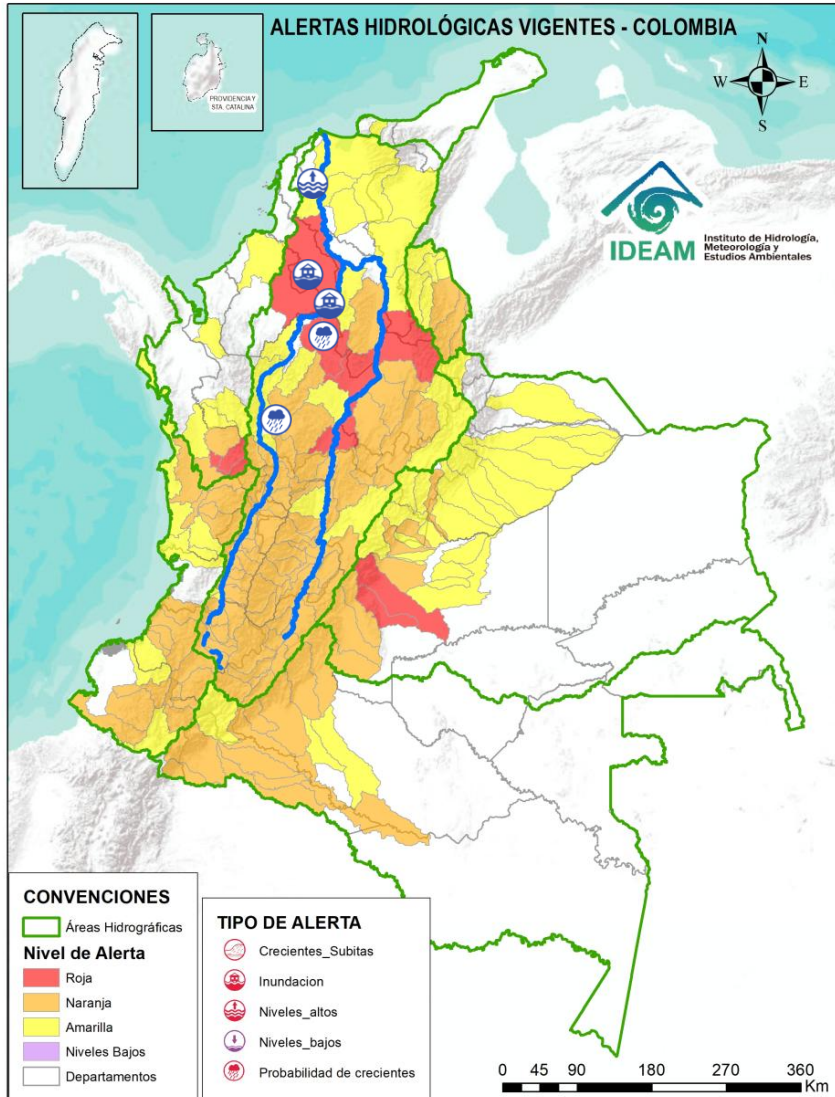 ALERTAS HIDROLÓGICAS VIGENTES - COLOMBIA
PROVIDENCIA Y
STA. CATALINA
N
W
E
S
IDEAM
Instituto de Hidrología,
Meteorología y
Estudios Ambientales
CONVENCIONES
Áreas Hidrográficas
Nivel de Alerta
Roja
Naranja
Amarilla
Niveles Bajos
Departamentos
TIPO DE ALERTA
Crecientes_Subitas
Inundacion
Niveles_altos
Niveles_bajos
Probabilidad de crecientes
0 45 90 180 270 360
Km